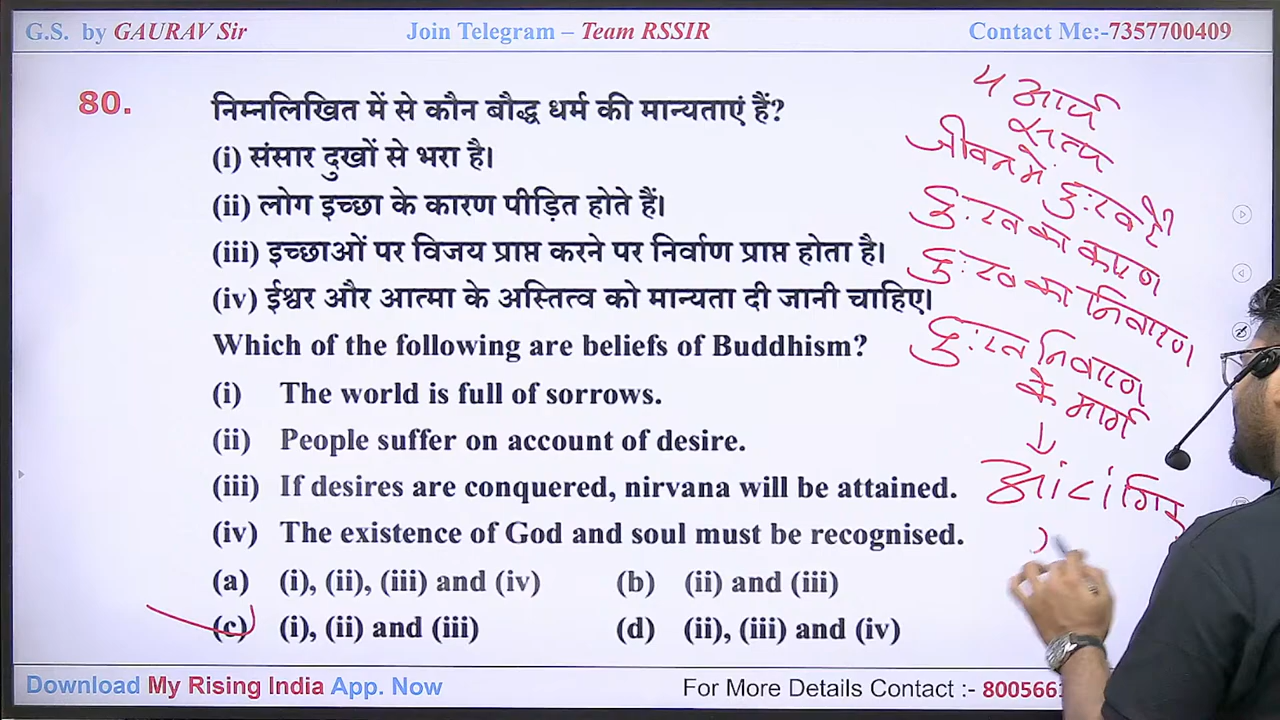 G.S. by GAURAV Sir
Join Telegram – Team RSSIR
Contact Me:-7357700409
80.
निम्नलिखित में से कौन बौद्ध धर्म की मान्यताएं हैं?
(i) संसार दुखों से भरा है।
(ii) लोग इच्छा के कारण पीड़ित होते हैं।
(iii) इच्छाओं पर विजय प्राप्त करने पर निर्वाण प्राप्त होता है।
(iv) ईश्वर और आत्मा के अस्तित्व को मान्यता दी जानी चाहिए।
Which of the following are beliefs of Buddhism?
(i) The world is full of sorrows.
(ii) People suffer on account of desire.
(iii) If desires are conquered, nirvana will be attained.
(iv) The existence of God and soul must be recognised.
(a) (i), (ii), (iii) and (iv) (b) (ii) and (iii)
(c) (i), (ii) and (iii) (d) (ii), (iii) and (iv)
4 आर्य
सत्य
जीवन में दुःख है
दुःख का कारण
दुःख का निवारण
दुःख निवारण
के मार्ग
Download My Rising India App. Now
For More Details Contact :- 8005661